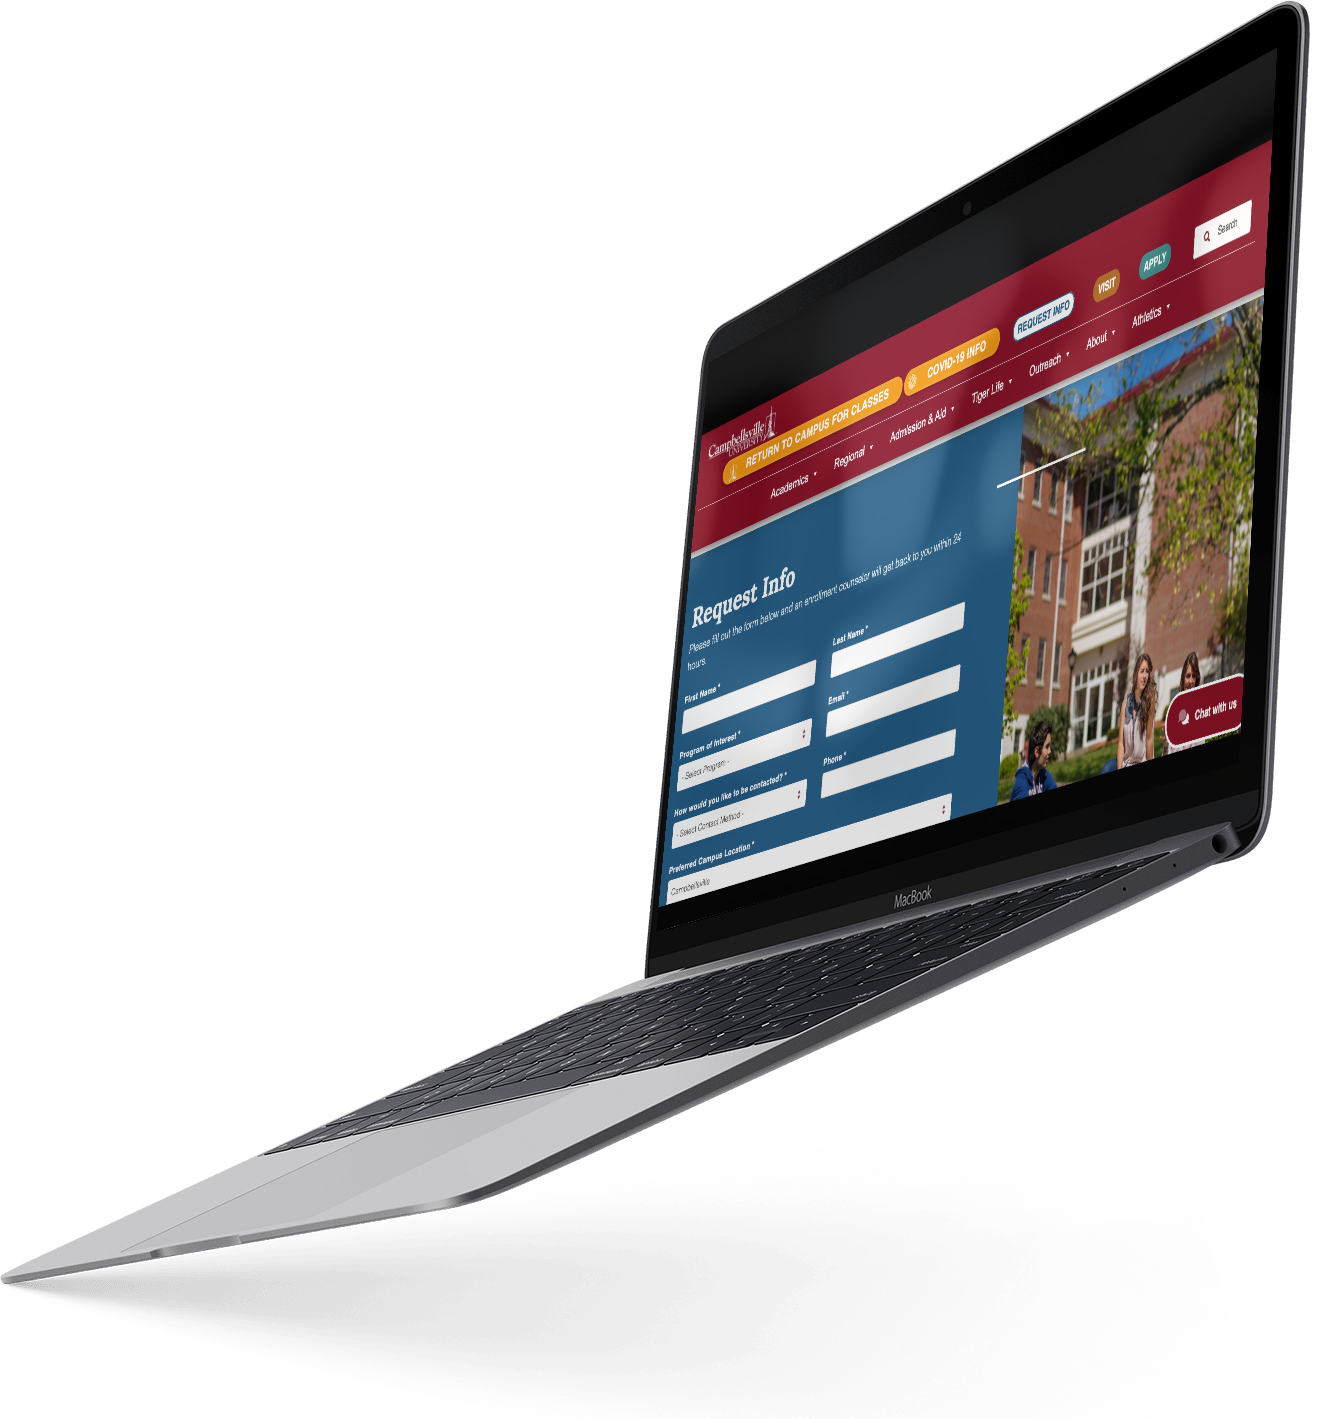 Campbellsville
UNIVERSITY
RETURN TO CAMPUS FOR CLASSES
COVID-19 INFO
REQUEST INFO
VISIT
APPLY
Search
Academics
Regional
Admission & Aid
Tiger Life
Outreach
About
Athletics
Request Info
Please fill out the form below and an enrollment counselor will get back to you within 24
hours.
First Name *
Last Name *
Program of Interest *
- Select Program -
Email *
How would you like to be contacted? *
- Select Contact Method -
Phone *
Preferred Campus Location *
Campbellsville
Chat with us
MacBook